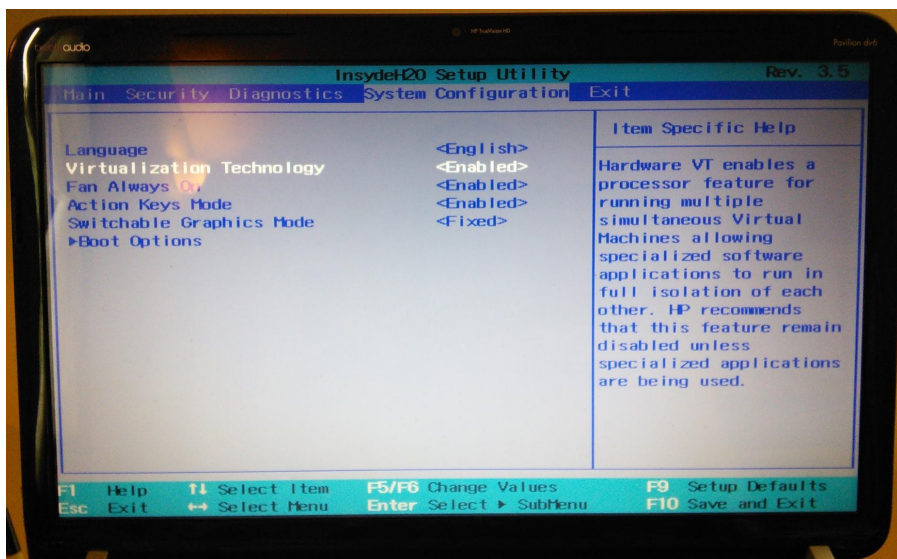 audio
HP TrueVision HD
Pavilion dv6
InsydeH20 Setup Utility Rev. 3.5
Main Security Diagnostics System Configuration Exit
Item Specific Help
Language <English>
Virtualization Technology <Enabled>
Fan Always On <Enabled>
Action Keys Mode <Enabled>
Switchable Graphics Mode <Fixed>
▶Boot Options
Hardware VT enables a
processor feature for
running multiple
simultaneous Virtual
Machines allowing
specialized software
applications to run in
full isolation of each
other. HP recommends
that this feature remain
disabled unless
specialized applications
are being used.
F1 Help ↑↓ Select Item F5/F6 Change Values F9 Setup Defaults
Esc Exit ↔ Select Menu Enter Select ▶ SubMenu F10 Save and Exit